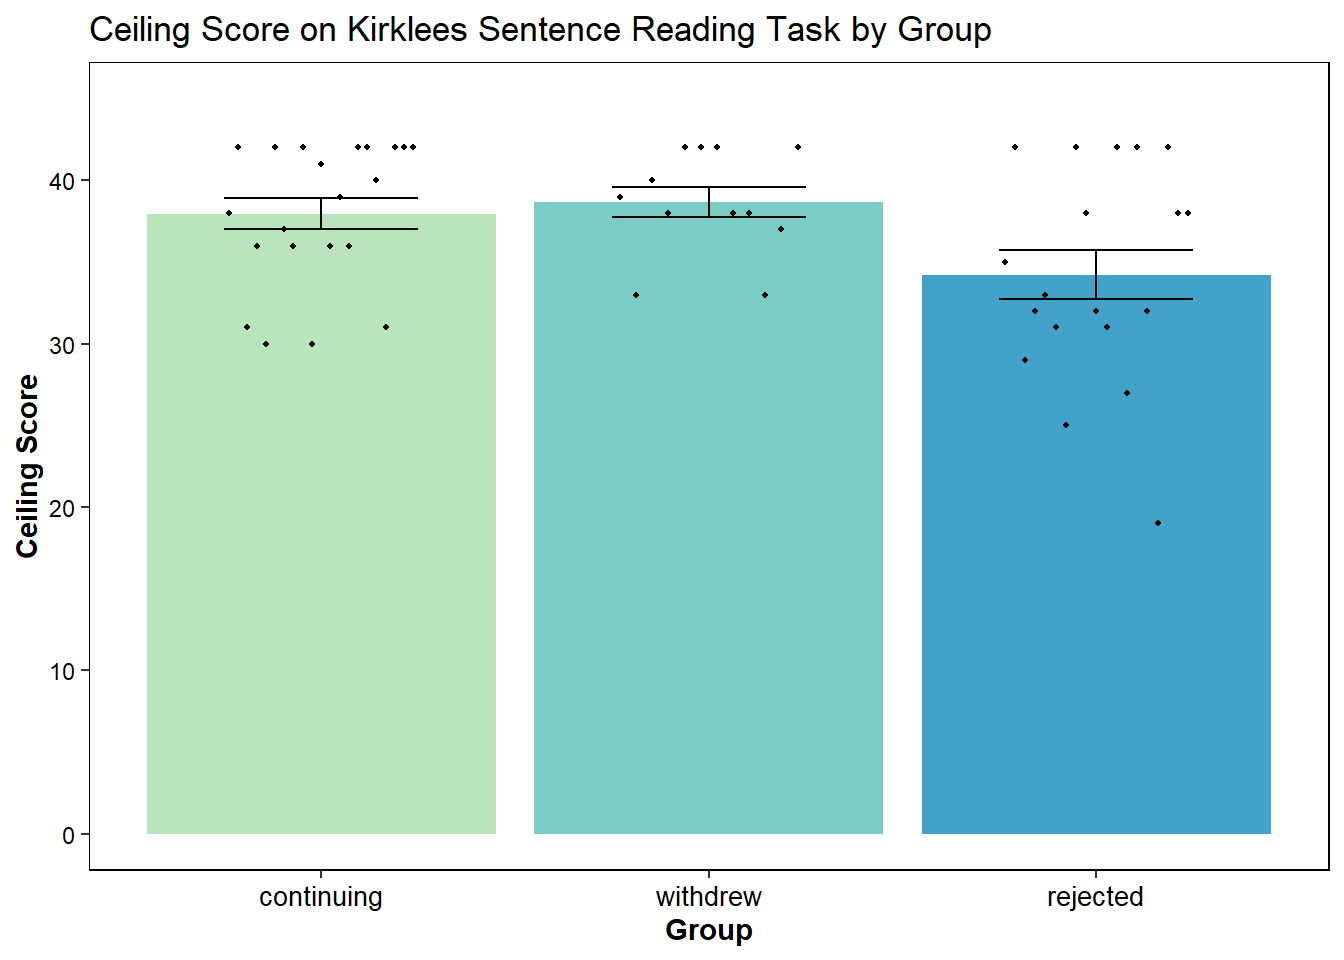 Ceiling Score on Kirklees Sentence Reading Task by Group
Ceiling Score
40
30
20
10
0
continuing withdrew rejected
Group